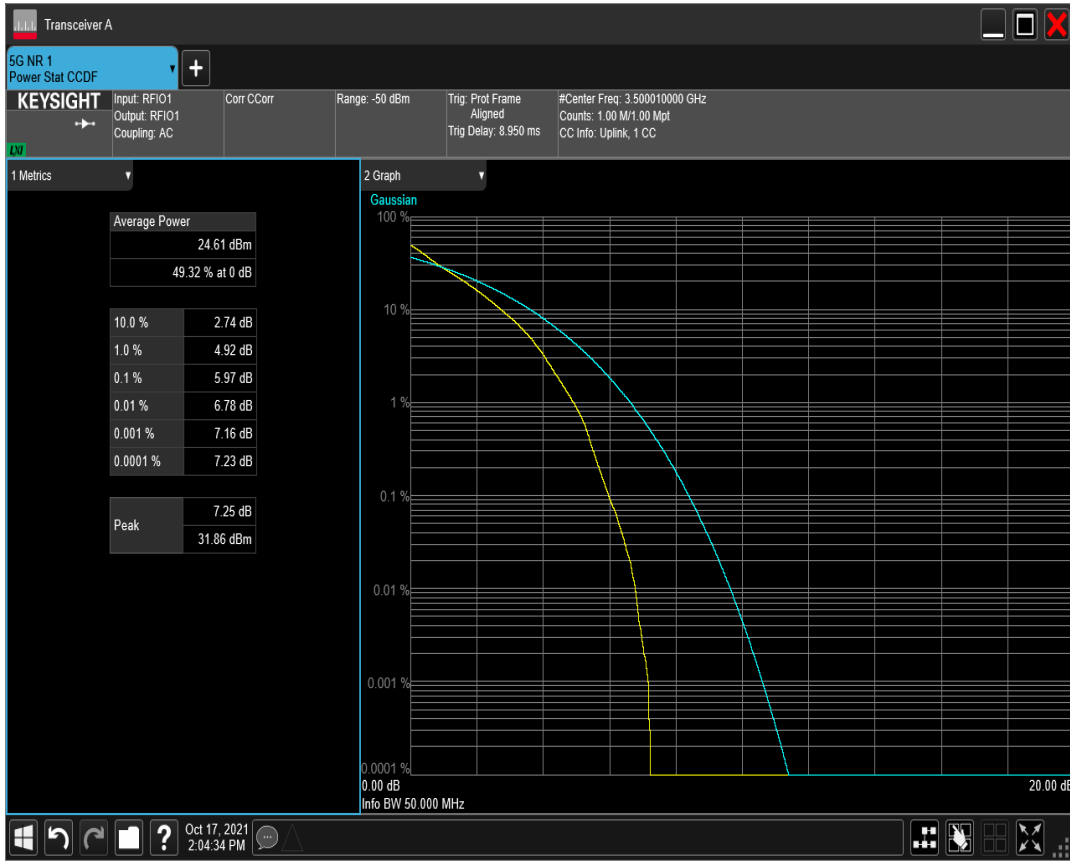 Transceiver A
5G NR 1
Power Stat CCDF
KEYSIGHT
LXI
Input: RFIO1
Output: RFIO1
Coupling: AC
Corr CCorr
Range: -50 dBm
Trig: Prot Frame
Aligned
Trig Delay: 8.950 ms
#Center Freq: 3.500010000 GHz
Counts: 1.00 M/1.00 Mpt
CC Info: Uplink, 1 CC
1 Metrics
Average Power
24.61 dBm
49.32 % at 0 dB
10.0 % 2.74 dB
1.0 % 4.92 dB
0.1 % 5.97 dB
0.01 % 6.78 dB
0.001 % 7.16 dB
0.0001 % 7.23 dB
Peak 7.25 dB
31.86 dBm
2 Graph
Gaussian
100 %
10 %
1 %
0.1 %
0.01 %
0.001 %
0.0001 %
0.00 dB 20.00 dB
Info BW 50.000 MHz
Oct 17, 2021
2:04:34 PM